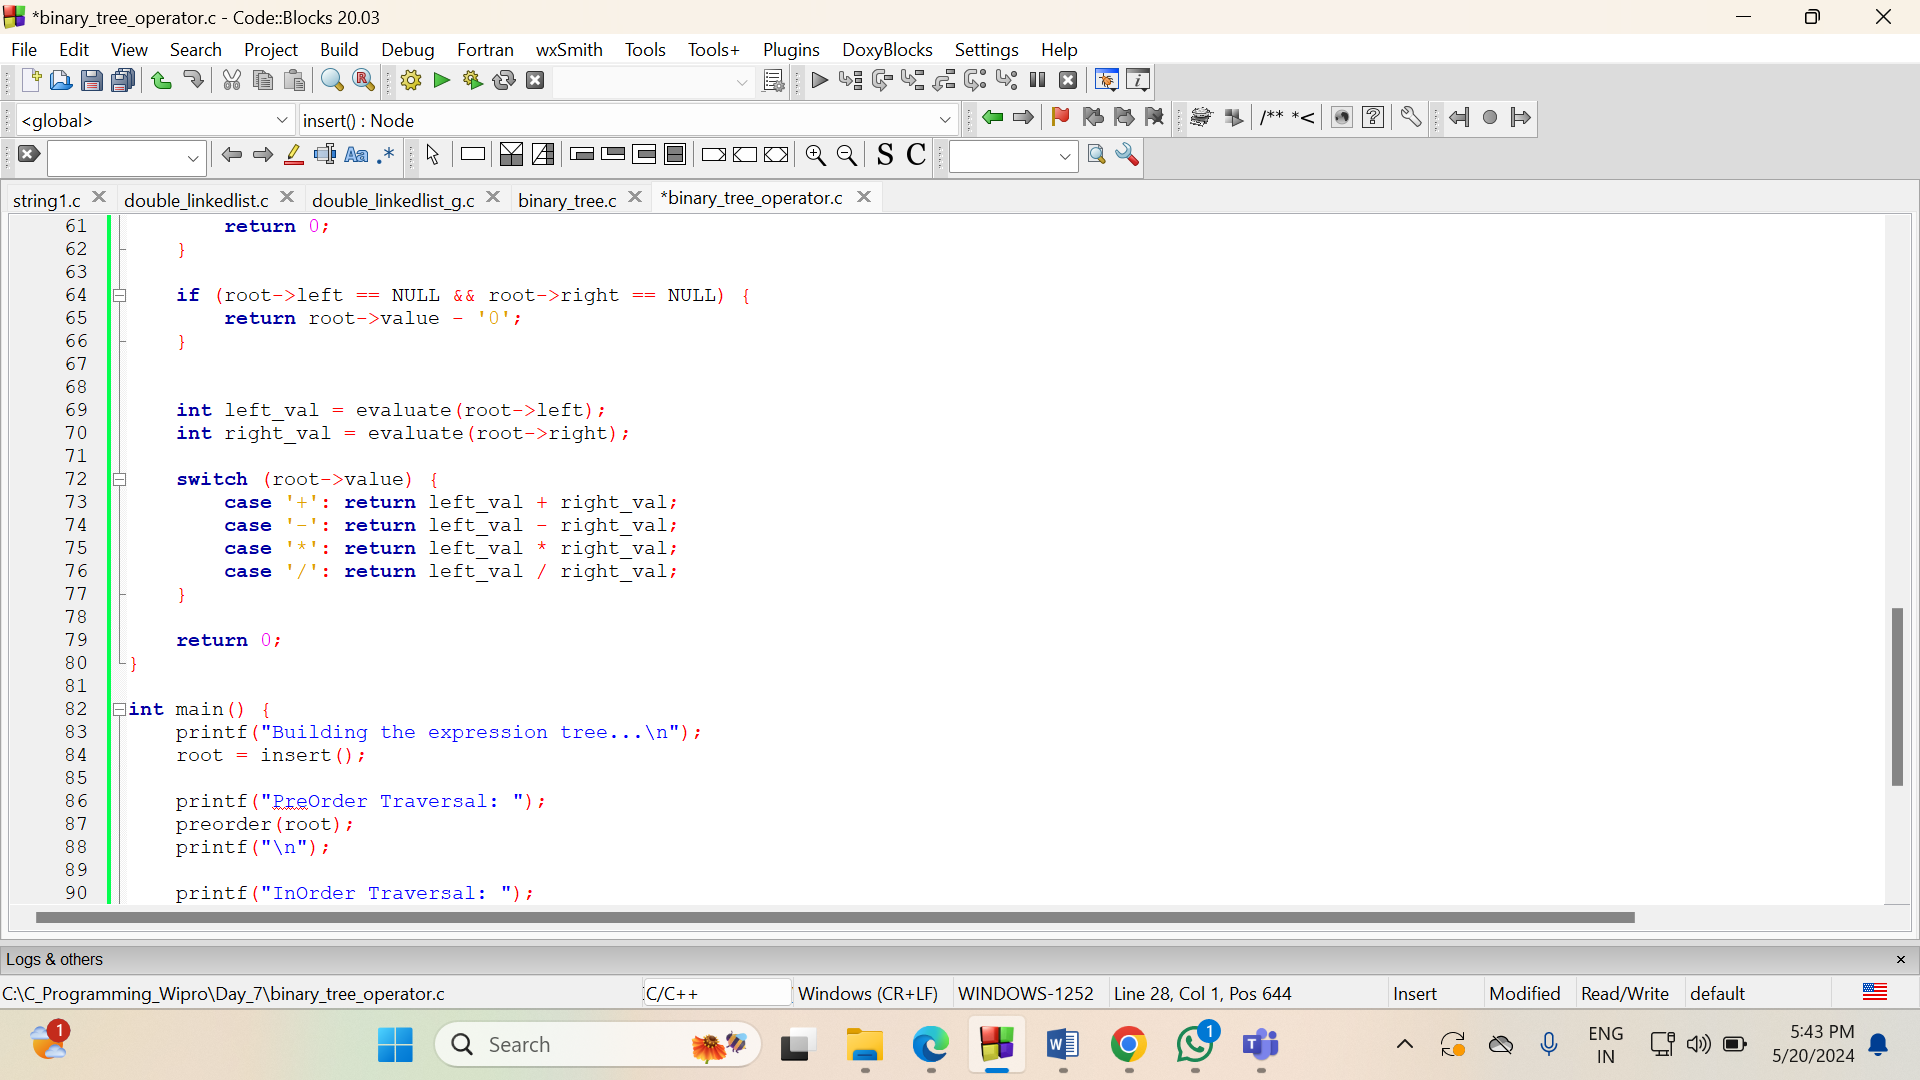 *binary_tree_operator.c - Code::Blocks 20.03
File Edit View Search Project Build Debug Fortran wxSmith Tools Tools+ Plugins DoxyBlocks Settings Help
<global> insert() : Node /** *<
Aa .* S C
string1.c double_linkedlist.c double_linkedlist_g.c binary_tree.c *binary_tree_operator.c
61 return 0;
62 }
63
64 if (root->left == NULL && root->right == NULL) {
65 return root->value - '0';
66 }
67
68
69 int left_val = evaluate(root->left);
70 int right_val = evaluate(root->right);
71
72 switch (root->value) {
73 case '+': return left_val + right_val;
74 case '-': return left_val - right_val;
75 case '*': return left_val * right_val;
76 case '/': return left_val / right_val;
77 }
78
79 return 0;
80 }
81
82 int main() {
83 printf("Building the expression tree...\n");
84 root = insert();
85
86 printf("PreOrder Traversal: ");
87 preorder(root);
88 printf("\n");
89
90 printf("InOrder Traversal: ");
Logs & others
C:\C_Programming_Wipro\Day_7\binary_tree_operator.c C/C++ Windows (CR+LF) WINDOWS-1252 Line 28, Col 1, Pos 644 Insert Modified Read/Write default
1 Search 1 ENG IN 5:43 PM
5/20/2024